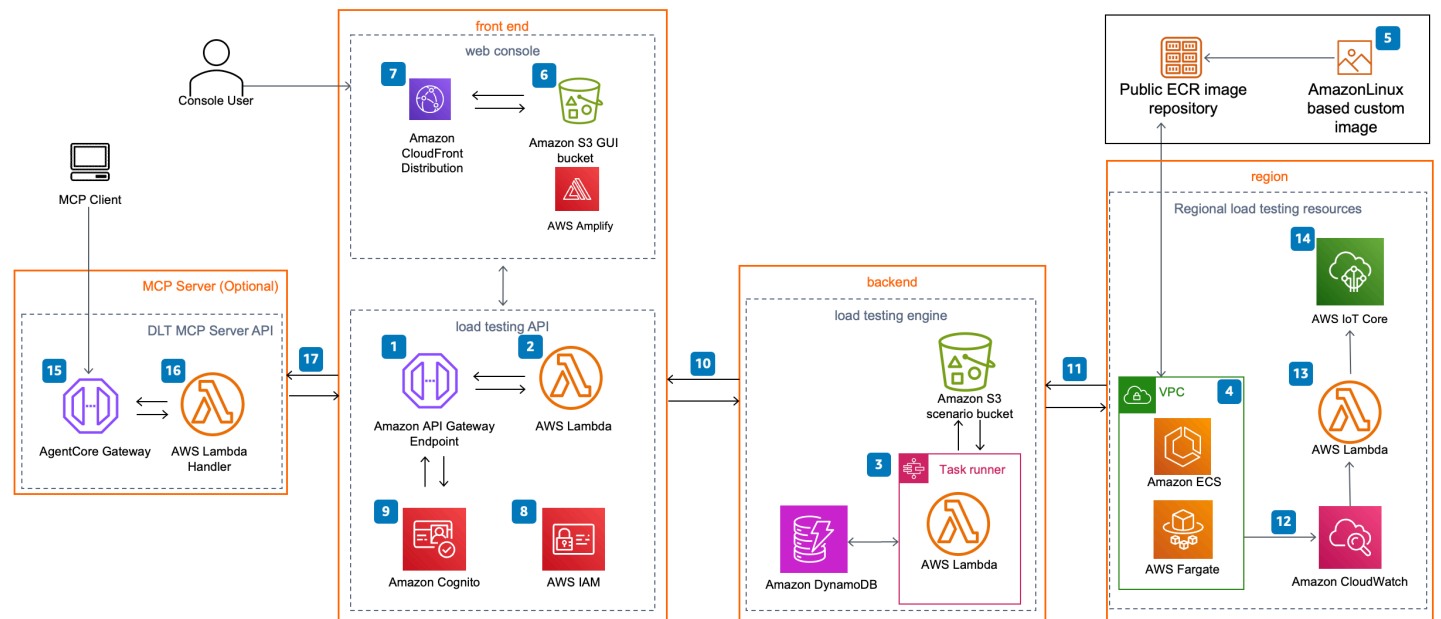 Console User
MCP Client
MCP Server (Optional)
DLT MCP Server API
15
16
AgentCore Gateway
AWS Lambda
Handler
17
front end
web console
7
6
Amazon
CloudFront
Distribution
Amazon S3 GUI
bucket
AWS Amplify
load testing API
1
2
Amazon API Gateway
Endpoint
AWS Lambda
9
8
Amazon Cognito
AWS IAM
10
backend
load testing engine
Amazon S3
scenario bucket
3
Task runner
AWS Lambda
Amazon DynamoDB
11
5
Public ECR image
repository
AmazonLinux
based custom
image
region
Regional load testing resources
14
AWS IoT Core
13
AWS Lambda
VPC
4
Amazon ECS
AWS Fargate
12
Amazon CloudWatch